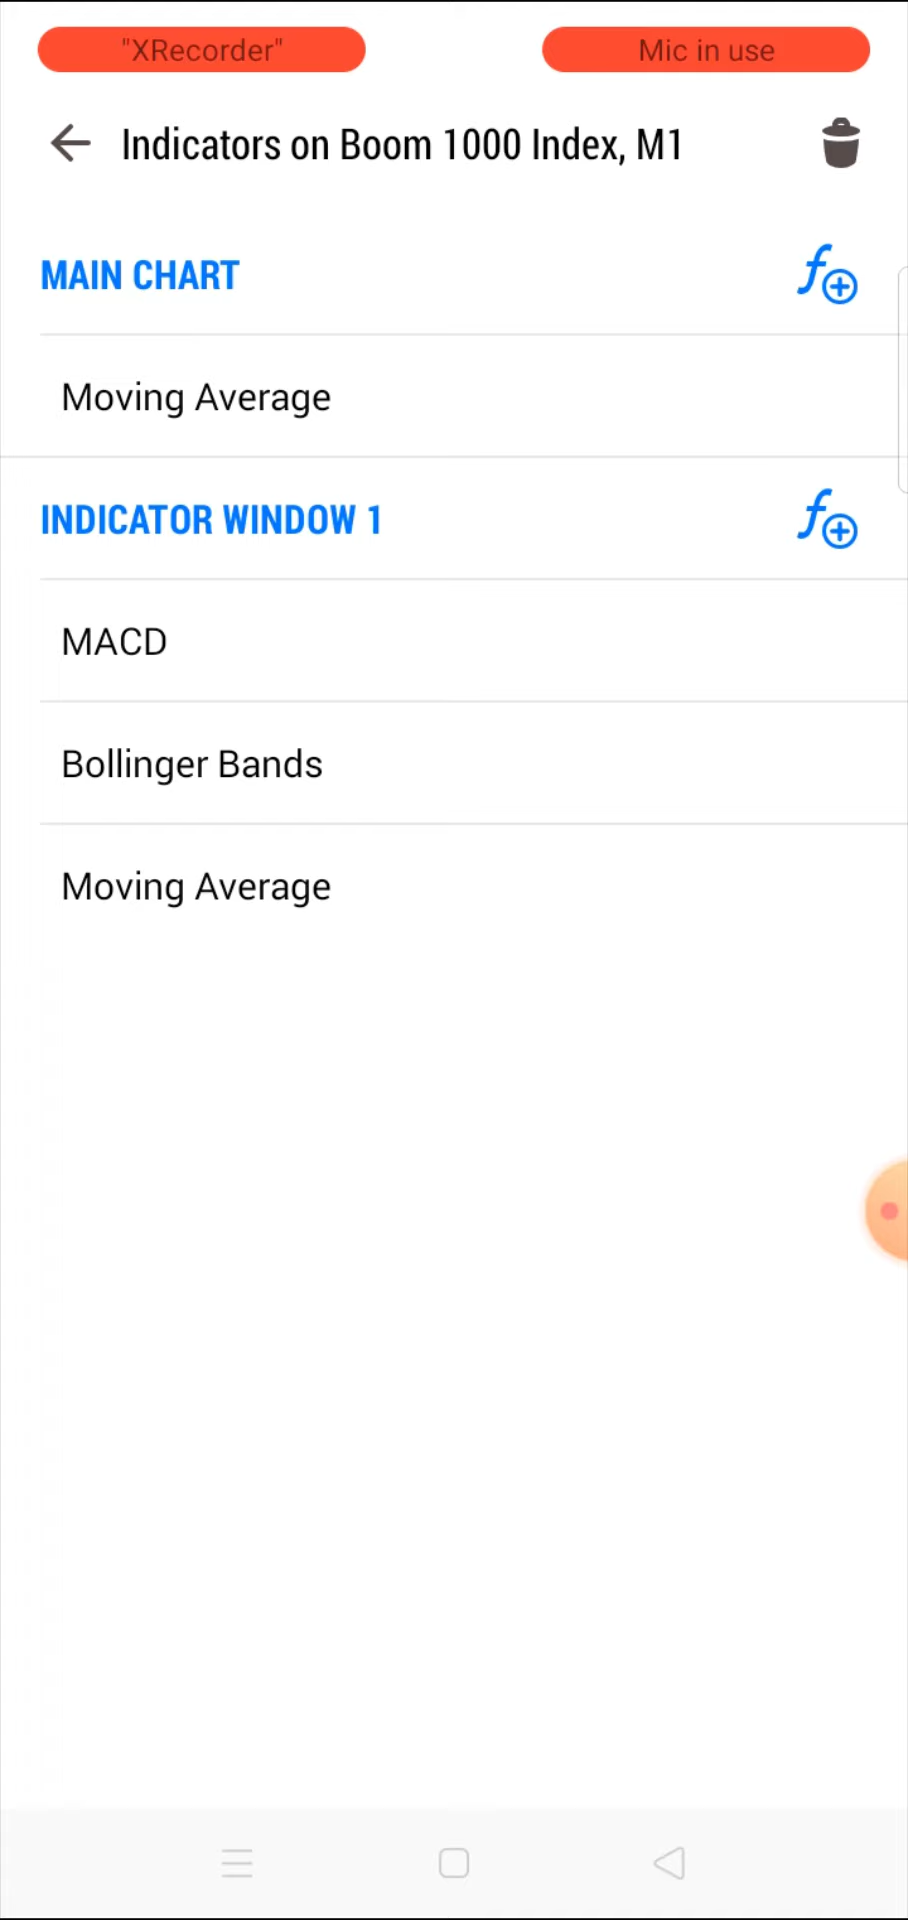 "XRecorder"
Mic in use
Indicators on Boom 1000 Index, M1
MAIN CHART
Moving Average
INDICATOR WINDOW 1
MACD
Bollinger Bands
Moving Average